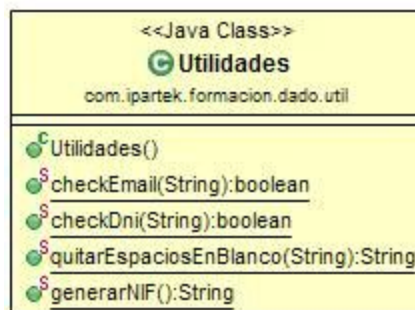 <<Java Class>>
Utilidades
com.ipartek.formacion.dado.util
Utilidades()
checkEmail(String):boolean
checkDni(String):boolean
quitarEspaciosEnBlanco(String):String
generarNIF():String